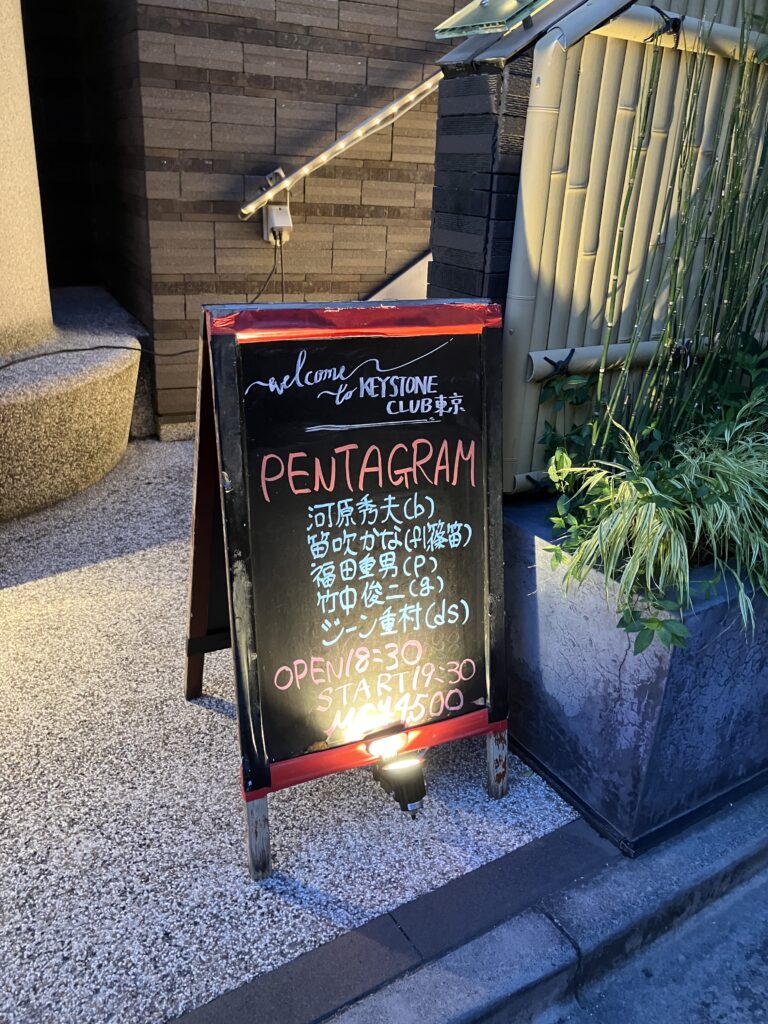 welcome
to KEYSTONE
CLUB東京
PENTAGRAM
河原秀夫(b)
笛吹かな(fl篠笛)
福田重男(p)
竹中俊二(g)
ジーン重村(ds)
OPEN18:30
START19:30
MC¥4500